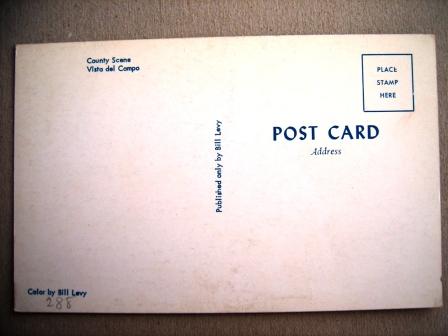 County Scene
Vista del Campo
PLACE
STAMP
HERE
Published only by Bill Levy
POST CARD
Address
Color by Bill Levy
288